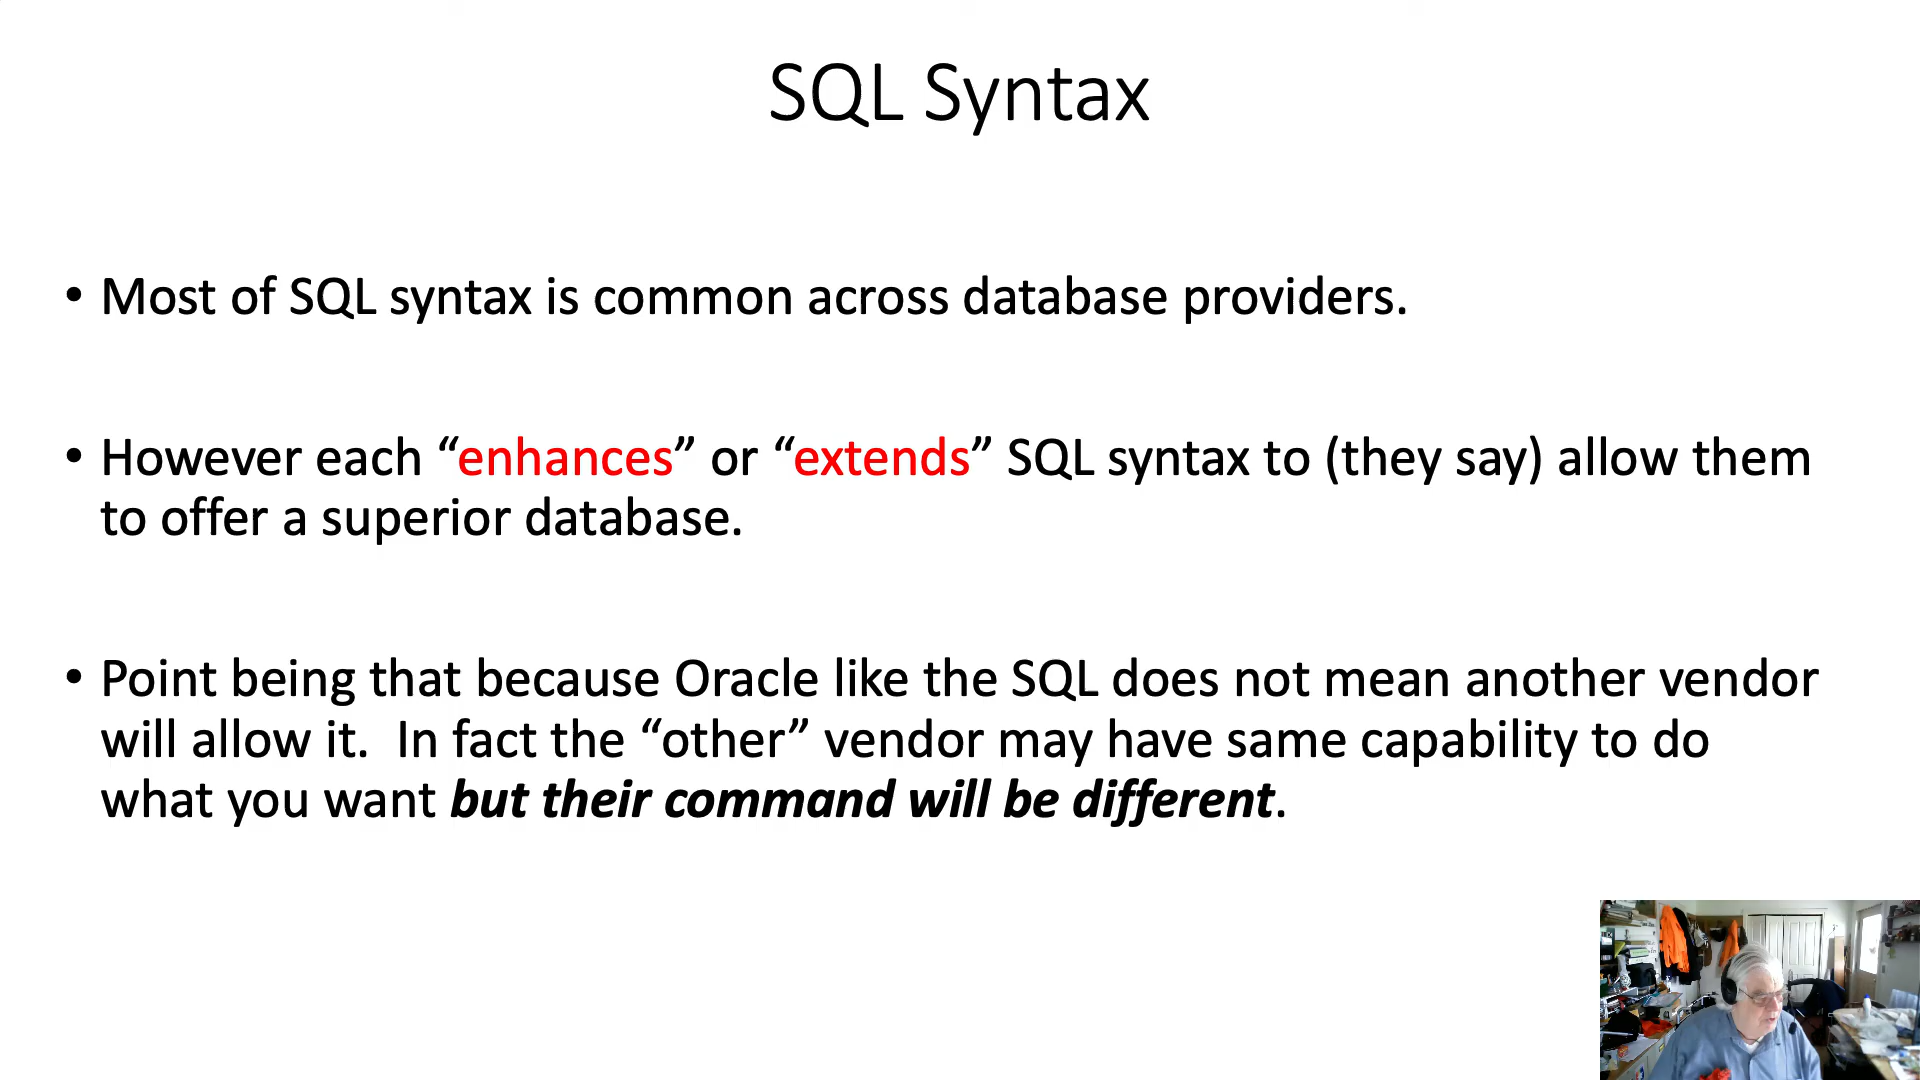 SQL Syntax
• Most of SQL syntax is common across database providers.
• However each “enhances” or “extends” SQL syntax to (they say) allow them
to offer a superior database.
• Point being that because Oracle like the SQL does not mean another vendor
will allow it.  In fact the “other” vendor may have same capability to do
what you want but their command will be different.